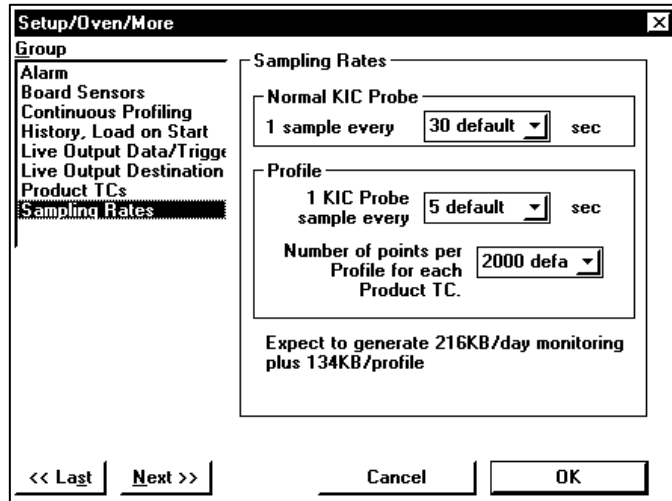 Setup/Oven/More
Group
Alarm
Board Sensors
Continuous Profiling
History, Load on Start
Live Output Data/Trigge
Live Output Destination
Product TCs
Sampling Rates
Sampling Rates
Normal KIC Probe
1 sample every 30 default sec
Profile
1 KIC Probe
sample every 5 default sec
Number of points per
Profile for each
Product TC. 2000 defa
Expect to generate 216KB/day monitoring
plus 134KB/profile
<< Last Next >> Cancel OK